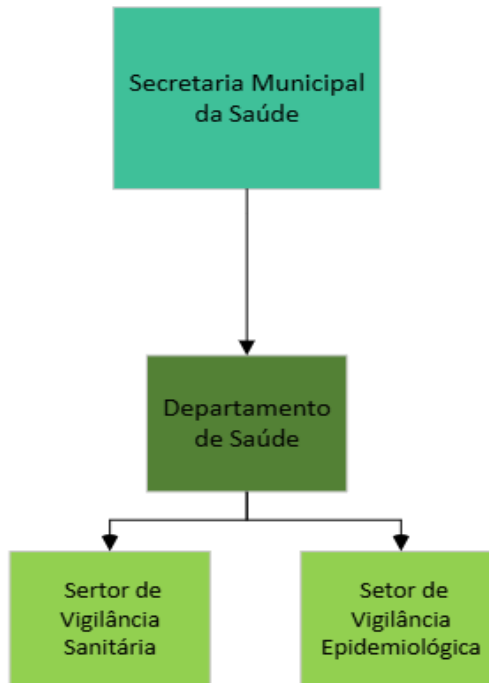 Secretaria Municipal
da Saúde
Departamento
de Saúde
Sertor de
Vigilância
Sanitária
Setor de
Vigilância
Epidemiológica